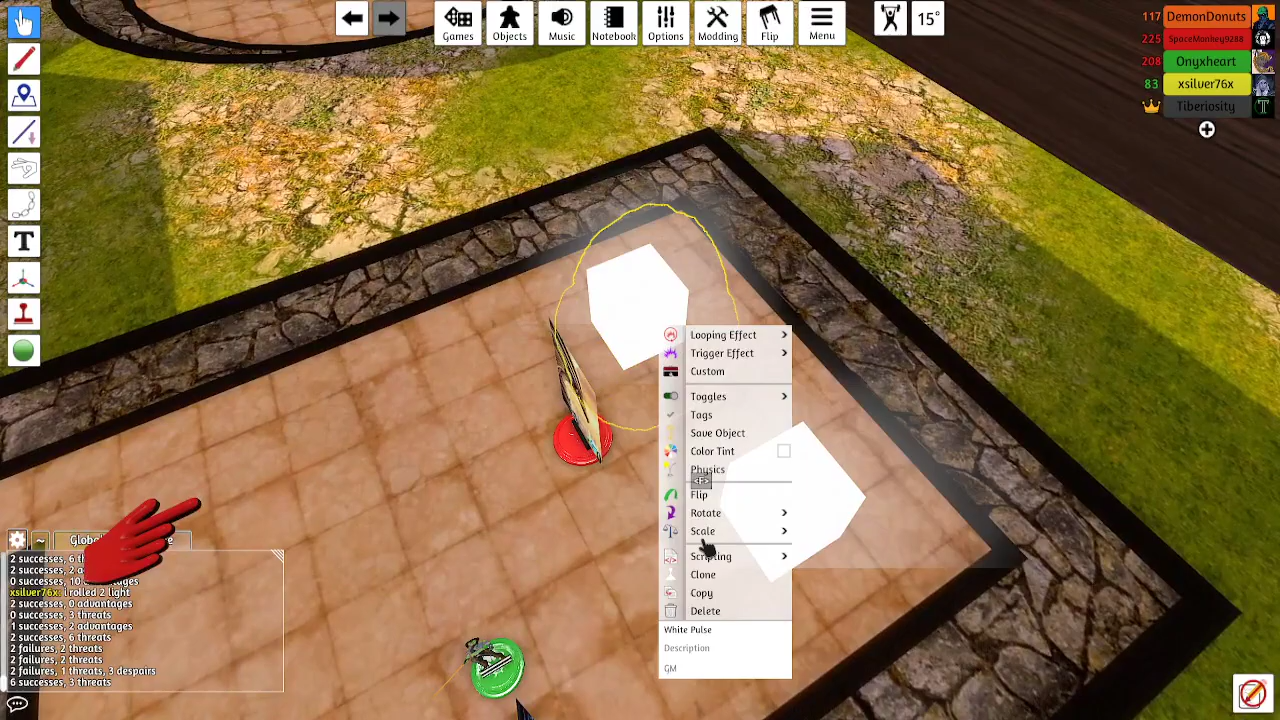 Games
Objects
Music
Notebook
Options
Modding
Flip
Menu
15°
117 DemonDonuts
225 SpaceMonkey9288
208 Onyxheart
83 xsilver76x
Tiberiosity
T
Looping Effect
Trigger Effect
Custom
Toggles
Tags
Save Object
Color Tint
Physics
Flip
Rotate
Scale
Scripting
Clone
Copy
Delete
White Pulse
Description
GM
~
2 successes, 6
2 successes, 2
0 successes, 10
xsilver76x: i rolled 2 light
2 successes, 0 advantages
0 successes, 3 threats
1 success, 2 advantages
2 successes, 6 threats
2 failures, 2 threats
2 failures, 2 threats
2 failures, 1 threats, 3 despairs
6 successes, 3 threats